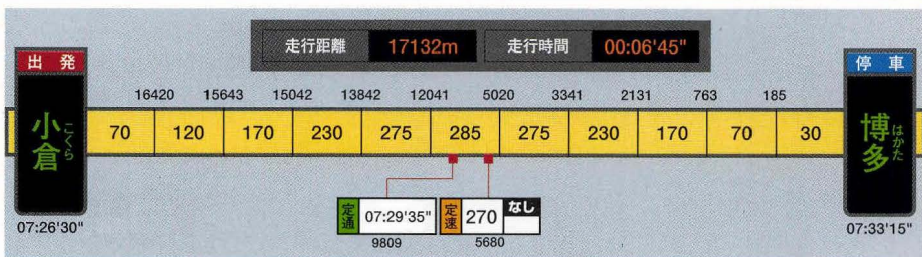 走行距離 17132m 走行時間 00:06'45"
出発
停車
16420 15643 15042 13842 12041 5020 3341 2131 763 185
小倉 こくら 70 120 170 230 275 285 275 230 170 70 30 博多 はかた
定通 07:29'35" 定速 270 なし
07:26'30" 9809 5680 07:33'15"